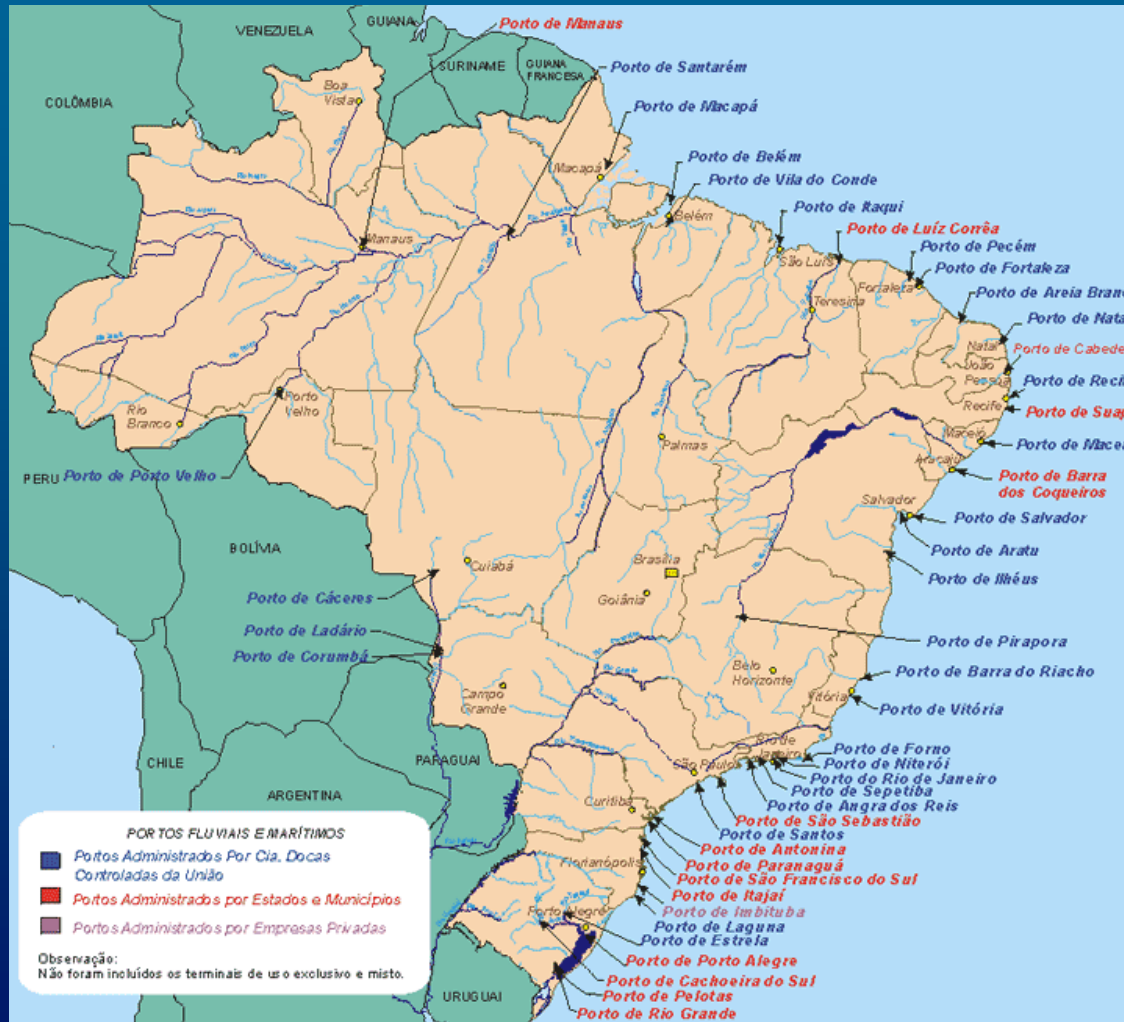 Porto de Manaus
VENEZUELA
GUIANA
SURINAME
GUIANA
FRANCESA
Porto de Santarém
COLÔMBIA
Boa
Vista
Porto de Macapá
Macapá
Porto de Belém
Porto de Vila do Conde
Belém
Porto de Itaqui
Porto de Luíz Corrêa
Manaus
São Luís
Porto de Pecém
Porto de Fortaleza
Fortaleza
Teresina
Porto de Areia Bran
Porto de Nata
Natal
Porto de Cabede
João
Pessoa
Porto de Recif
Recife
Porto de Suap
Porto
Velho
Rio
Branco
Palmas
Maceió
Porto de Macei
Aracaju
PERU
Porto de Porto Velho
Porto de Barra
dos Coqueiros
Salvador
Porto de Salvador
BOLÍVIA
Porto de Aratu
Brasília
Cuiabá
Porto de Ilhéus
Porto de Cáceres
Goiânia
Porto de Ladário
Porto de Pirapora
Porto de Corumbá
Belo
Horizonte
Porto de Barra do Riacho
Campo
Grande
Vitória
Porto de Vitória
CHILE
PARAGUAI
Rio de
Janeiro
Porto de Forno
Porto de Niterói
São Paulo
Porto do Rio de Janeiro
Porto de Sepetiba
ARGENTINA
Porto de Angra dos Reis
Curitiba
Porto de São Sebastião
Porto de Santos
Porto de Antonina
Florianópolis
Porto de Paranaguá
Porto de São Francisco do Sul
Porto de Itajaí
Porto de Imbituba
Porto Alegre
Porto de Laguna
Porto de Estrela
Porto de Porto Alegre
Porto de Cachoeira do Sul
Porto de Pelotas
URUGUAI
Porto de Rio Grande
PORTOS FLUVIAIS E MARÍTIMOS
Portos Administrados Por Cia. Docas
Controladas da União
Portos Administrados por Estados e Municípios
Portos Administrados por Empresas Privadas
Observação:
Não foram incluídos os terminais de uso exclusivo e misto.